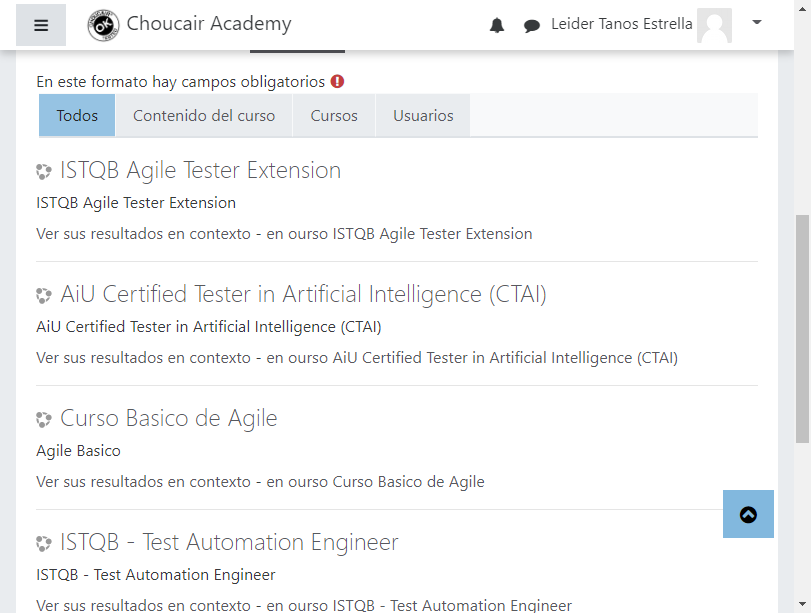 Choucair Academy
Leider Tanos Estrella
En este formato hay campos obligatorios
Todos
Contenido del curso
Cursos
Usuarios
ISTQB Agile Tester Extension
ISTQB Agile Tester Extension
Ver sus resultados en contexto - en ourso ISTQB Agile Tester Extension
AiU Certified Tester in Artificial Intelligence (CTAI)
AiU Certified Tester in Artificial Intelligence (CTAI)
Ver sus resultados en contexto - en ourso AiU Certified Tester in Artificial Intelligence (CTAI)
Curso Basico de Agile
Agile Basico
Ver sus resultados en contexto - en ourso Curso Basico de Agile
ISTQB - Test Automation Engineer
ISTQB - Test Automation Engineer
Ver sus resultados en contexto - en ourso ISTQB - Test Automation Engineer